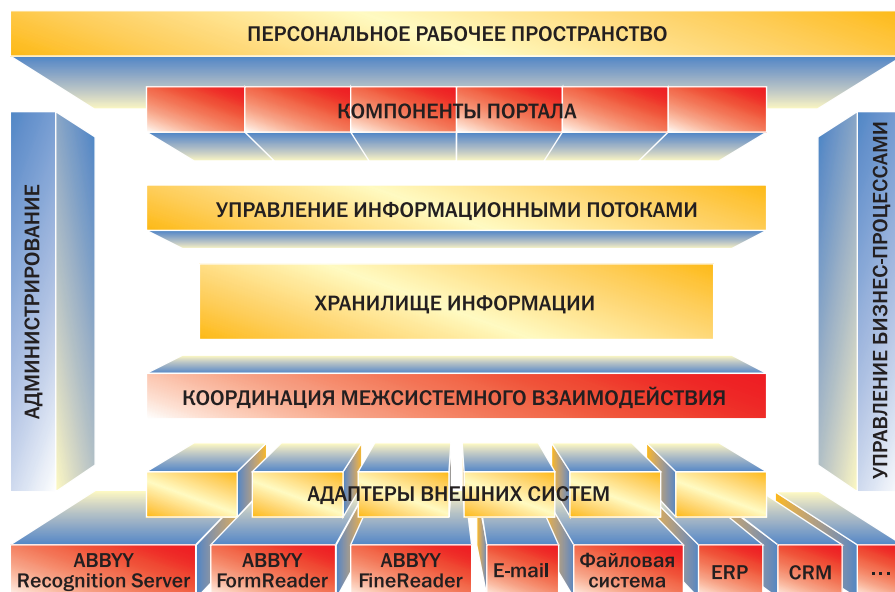 ПЕРСОНАЛЬНОЕ РАБОЧЕЕ ПРОСТРАНСТВО
КОМПОНЕНТЫ ПОРТАЛА
АДМИНИСТРИРОВАНИЕ
УПРАВЛЕНИЕ ИНФОРМАЦИОННЫМИ ПОТОКАМИ
ХРАНИЛИЩЕ ИНФОРМАЦИИ
КООРДИНАЦИЯ МЕЖСИСТЕМНОГО ВЗАИМОДЕЙСТВИЯ
УПРАВЛЕНИЕ БИЗНЕС-ПРОЦЕССАМИ
АДАПТЕРЫ ВНЕШНИХ СИСТЕМ
ABBYY
Recognition Server
ABBYY
FormReader
ABBYY
FineReader
E-mail
Файловая
система
ERP
CRM
...